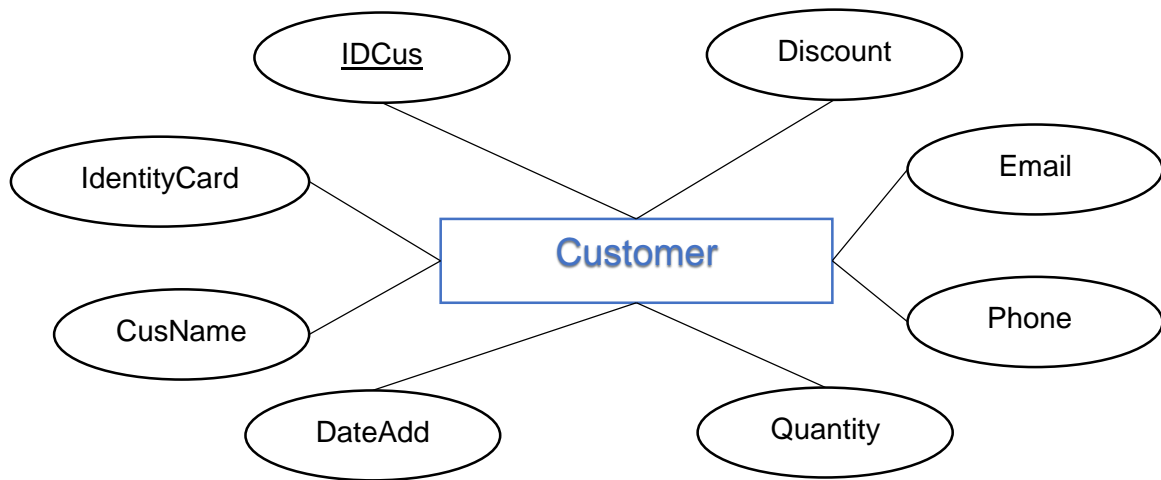 IDCus
Discount
IdentityCard
Email
Customer
CusName
Phone
DateAdd
Quantity